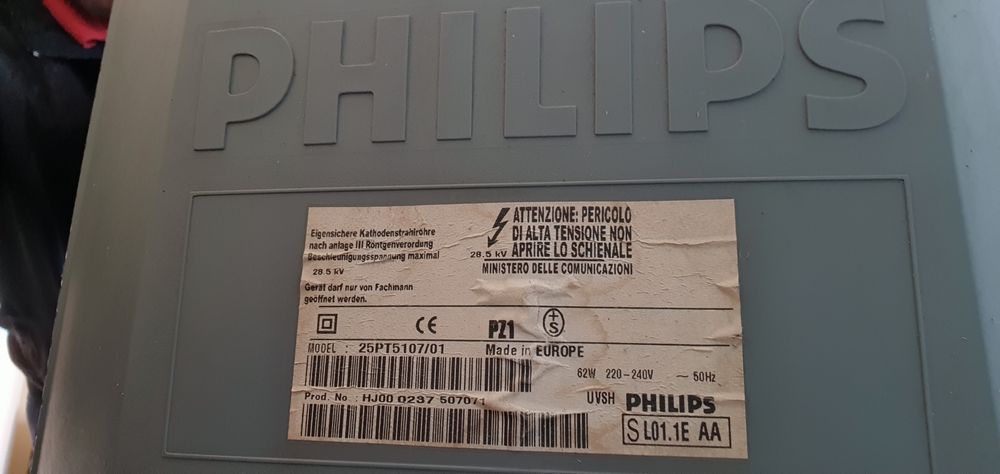 PHILIPS
Eigensichere Kathodenstrahlröhre
nach anlage III Röntgenverordung
Beschleunigungsspannung maximal
28.5 kV
Gerät darf nur von Fachmann
geöffnet werden.
ATTENZIONE: PERICOLO
DI ALTA TENSIONE NON
28.5 kV APRIRE LO SCHIENALE
MINISTERO DELLE COMUNICAZIONI
CE PZ1 +S
MODEL : 25PT5107/01 Made in EUROPE
62W 220-240V ~ 50Hz
Prod. No : HJ00 0237 507071
UVSH PHILIPS
S L01.1E AA